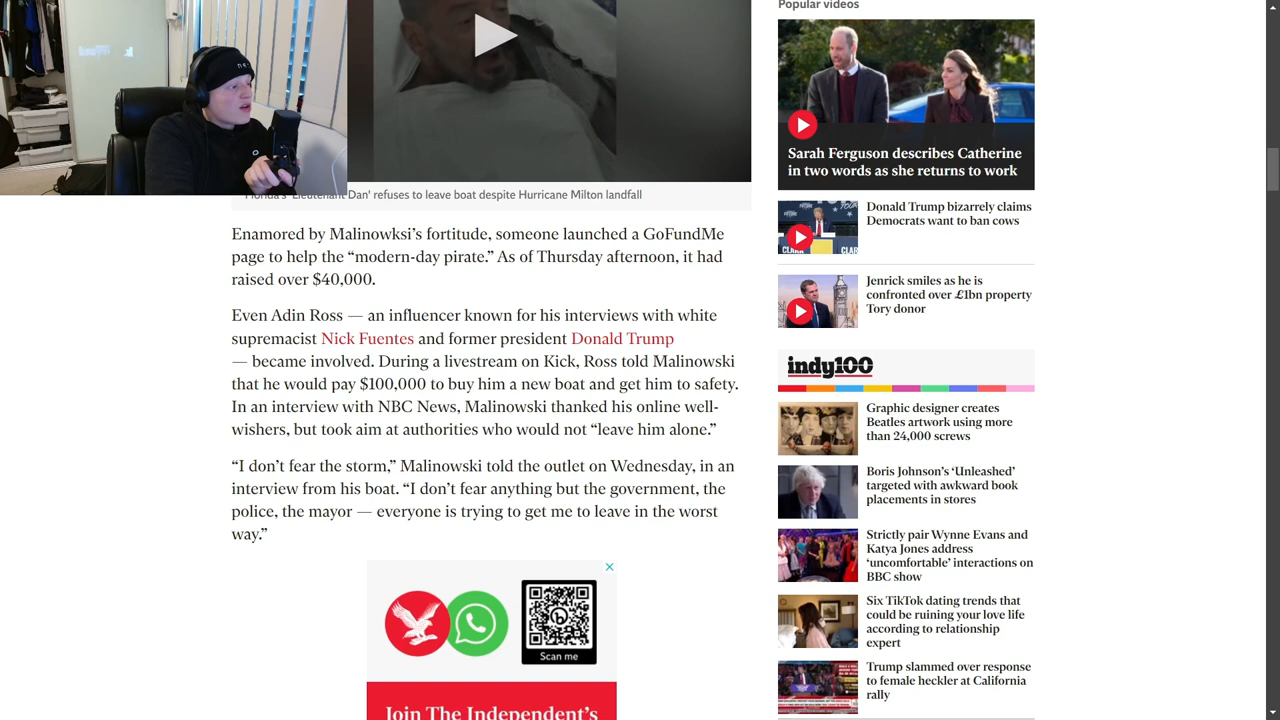 Popular videos
Florida's 'Lieutenant Dan' refuses to leave boat despite Hurricane Milton landfall
Enamored by Malinowksi’s fortitude, someone launched a GoFundMe
page to help the “modern-day pirate.” As of Thursday afternoon, it had
raised over $40,000.
Even Adin Ross — an influencer known for his interviews with white
supremacist Nick Fuentes and former president Donald Trump
— became involved. During a livestream on Kick, Ross told Malinowski
that he would pay $100,000 to buy him a new boat and get him to safety.
In an interview with NBC News, Malinowski thanked his online well-
wishers, but took aim at authorities who would not “leave him alone.”
“I don’t fear the storm,” Malinowski told the outlet on Wednesday, in an
interview from his boat. “I don’t fear anything but the government, the
police, the mayor — everyone is trying to get me to leave in the worst
way.”
Scan me
Join The Independent’s
Sarah Ferguson describes Catherine
in two words as she returns to work
Donald Trump bizarrely claims
Democrats want to ban cows
Jenrick smiles as he is
confronted over £1bn property
Tory donor
indy100
Graphic designer creates
Beatles artwork using more
than 24,000 screws
Boris Johnson’s ‘Unleashed’
targeted with awkward book
placements in stores
Strictly pair Wynne Evans and
Katya Jones address
‘uncomfortable’ interactions on
BBC show
Six TikTok dating trends that
could be ruining your love life
according to relationship
expert
Trump slammed over response
to female heckler at California
rally